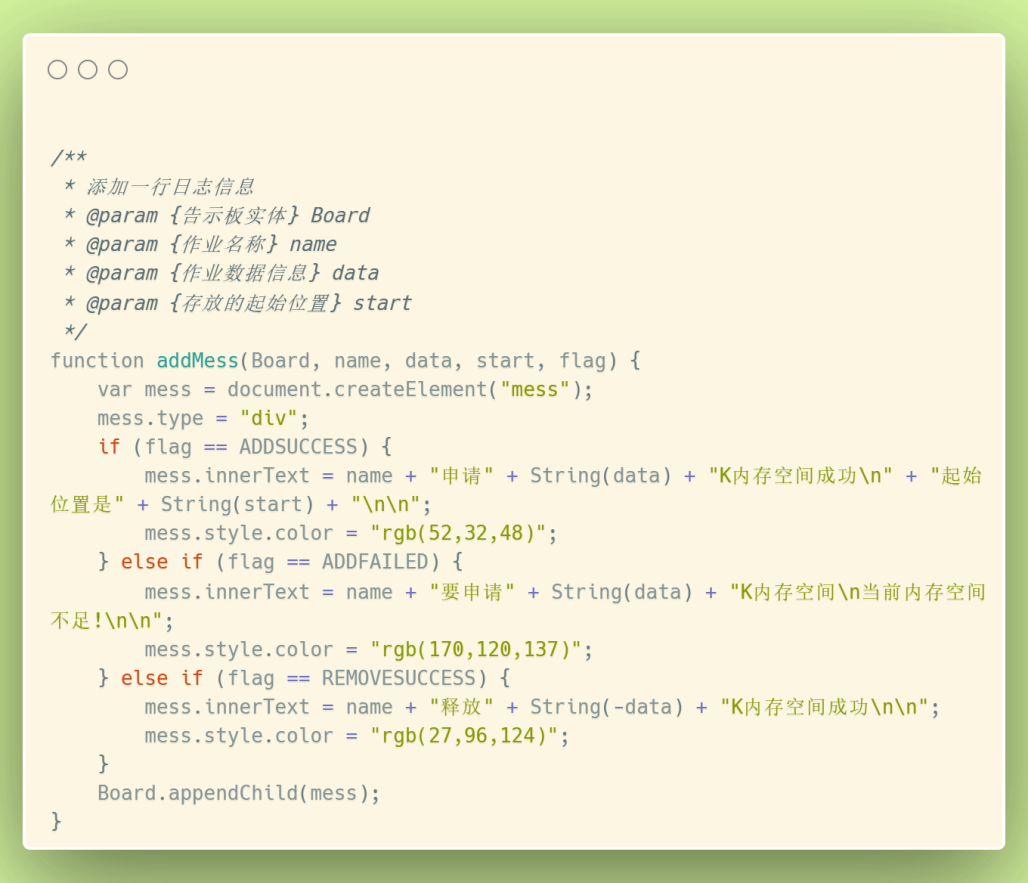 /**
 * 添加一行日志信息
 * @param {告示板实体} Board
 * @param {作业名称} name
 * @param {作业数据信息} data
 * @param {存放的起始位置} start
 */
function addMess(Board, name, data, start, flag) {
    var mess = document.createElement("mess");
    mess.type = "div";
    if (flag == ADDSUCCESS) {
        mess.innerText = name + "申请" + String(data) + "K内存空间成功\n" + "起始
位置是" + String(start) + "\n\n";
        mess.style.color = "rgb(52,32,48)";
    } else if (flag == ADDFAILED) {
        mess.innerText = name + "要申请" + String(data) + "K内存空间\n当前内存空间
不足!\n\n";
        mess.style.color = "rgb(170,120,137)";
    } else if (flag == REMOVESUCCESS) {
        mess.innerText = name + "释放" + String(-data) + "K内存空间成功\n\n";
        mess.style.color = "rgb(27,96,124)";
    }
    Board.appendChild(mess);
}